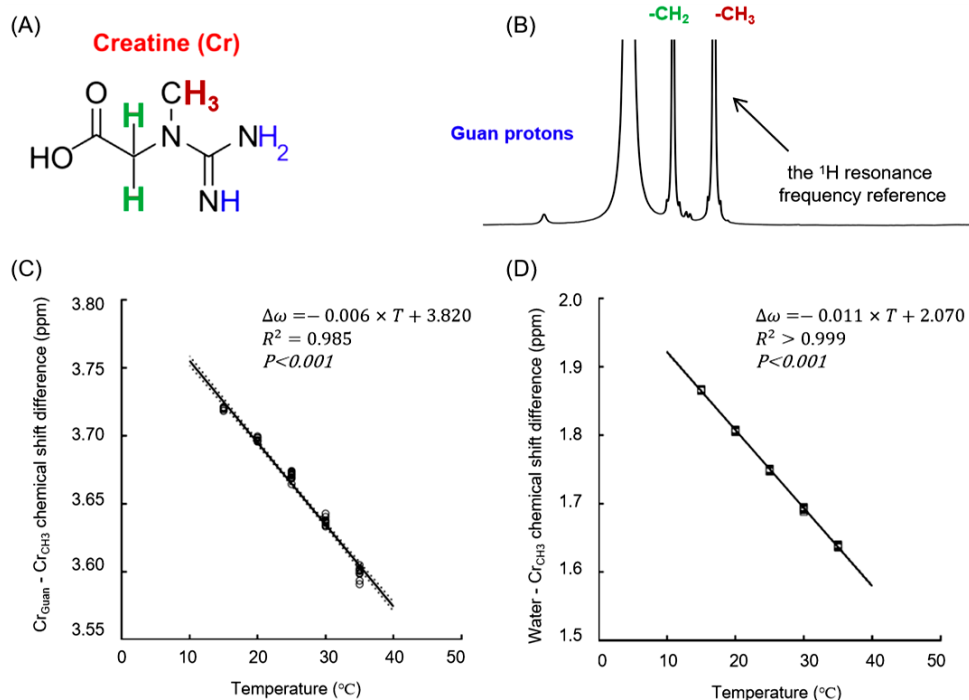 (A)
Creatine (Cr)
O
H
CH3
HO
N
NH2
H
NH
(B)
-CH2
-CH3
Guan protons
the 1H resonance
frequency reference
(C)
3.80
3.75
3.70
3.65
3.60
3.55
CrGuan - CrCH3 chemical shift difference (ppm)
Δω =− 0.006 × T + 3.820
R² = 0.985
P<0.001
0 10 20 30 40 50
Temperature (℃)
(D)
2.0
1.9
1.8
1.7
1.6
1.5
Water - CrCH3 chemical shift difference (ppm)
Δω =− 0.011 × T + 2.070
R² > 0.999
P<0.001
0 10 20 30 40 50
Temperature (℃)